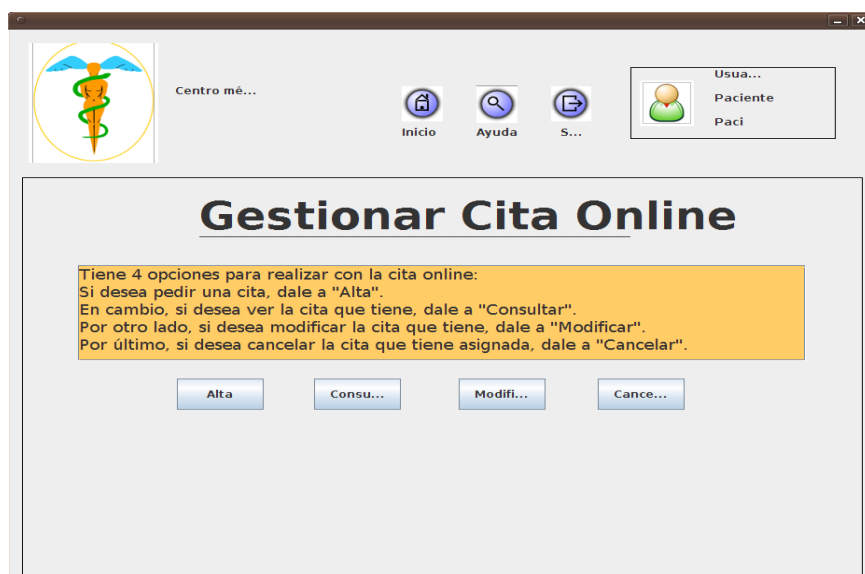 Centro mé...
Inicio
Ayuda
S...
Usua...
Paciente
Paci
Gestionar Cita Online
Tiene 4 opciones para realizar con la cita online:
Si desea pedir una cita, dale a "Alta".
En cambio, si desea ver la cita que tiene, dale a "Consultar".
Por otro lado, si desea modificar la cita que tiene, dale a "Modificar".
Por último, si desea cancelar la cita que tiene asignada, dale a "Cancelar".
Alta
Consu...
Modifi...
Cance...